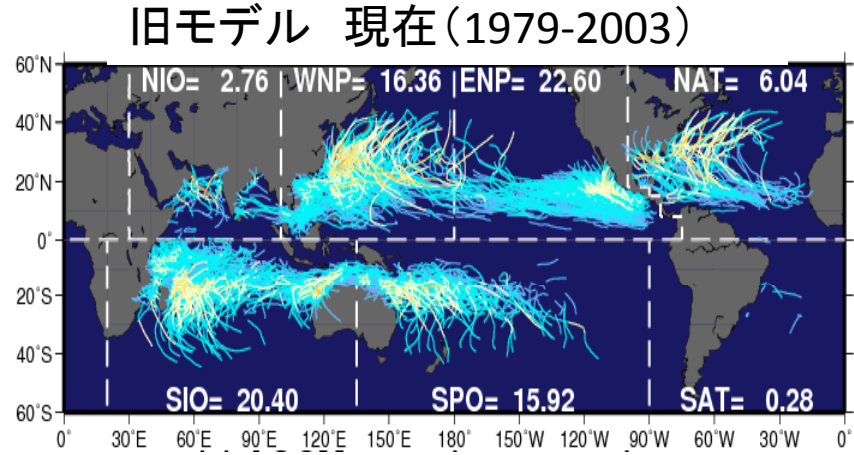 旧モデル 現在(1979-2003)
60°N
NIO= 2.76 WNP= 16.36 ENP= 22.60 NAT= 6.04
40°N
20°N
0°
20°S
40°S
SIO= 20.40 SPO= 15.92 SAT= 0.28
60°S
0° 30°E 60°E 90°E 120°E 150°E 180° 150°W 120°W 90°W 60°W 30°W 0°